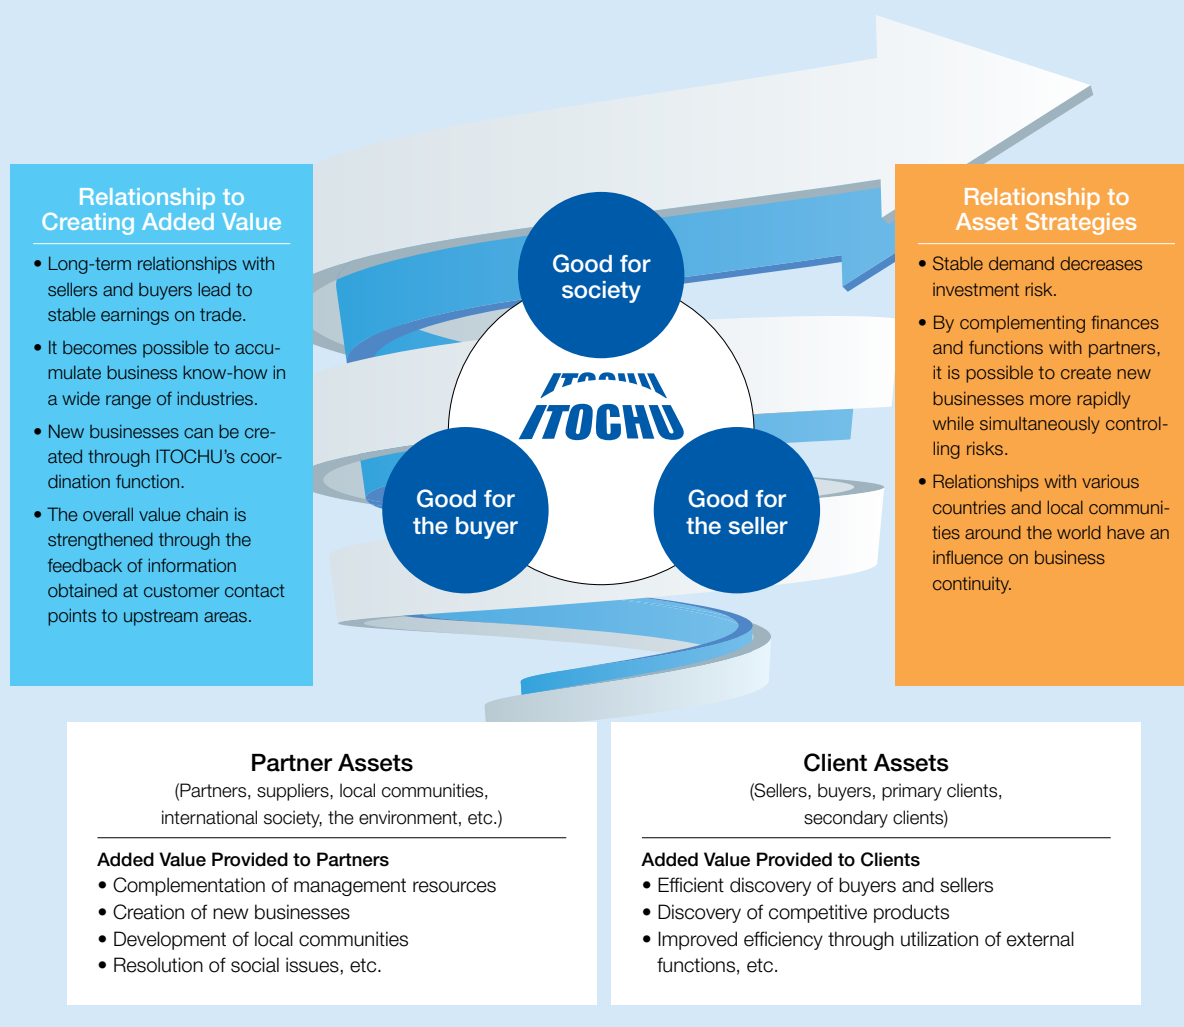 Relationship to
Creating Added Value
• Long-term relationships with
sellers and buyers lead to
stable earnings on trade.
• It becomes possible to accu-
mulate business know-how in
a wide range of industries.
• New businesses can be cre-
ated through ITOCHU’s coor-
dination function.
• The overall value chain is
strengthened through the
feedback of information
obtained at customer contact
points to upstream areas.
Good for
society
ITOCHU
ITOCHU
Good for
the buyer
Good for
the seller
Relationship to
Asset Strategies
• Stable demand decreases
investment risk.
• By complementing finances
and functions with partners,
it is possible to create new
businesses more rapidly
while simultaneously control-
ling risks.
• Relationships with various
countries and local communi-
ties around the world have an
influence on business
continuity.
Partner Assets
(Partners, suppliers, local communities,
international society, the environment, etc.)
Added Value Provided to Partners
• Complementation of management resources
• Creation of new businesses
• Development of local communities
• Resolution of social issues, etc.
Client Assets
(Sellers, buyers, primary clients,
secondary clients)
Added Value Provided to Clients
• Efficient discovery of buyers and sellers
• Discovery of competitive products
• Improved efficiency through utilization of external
functions, etc.